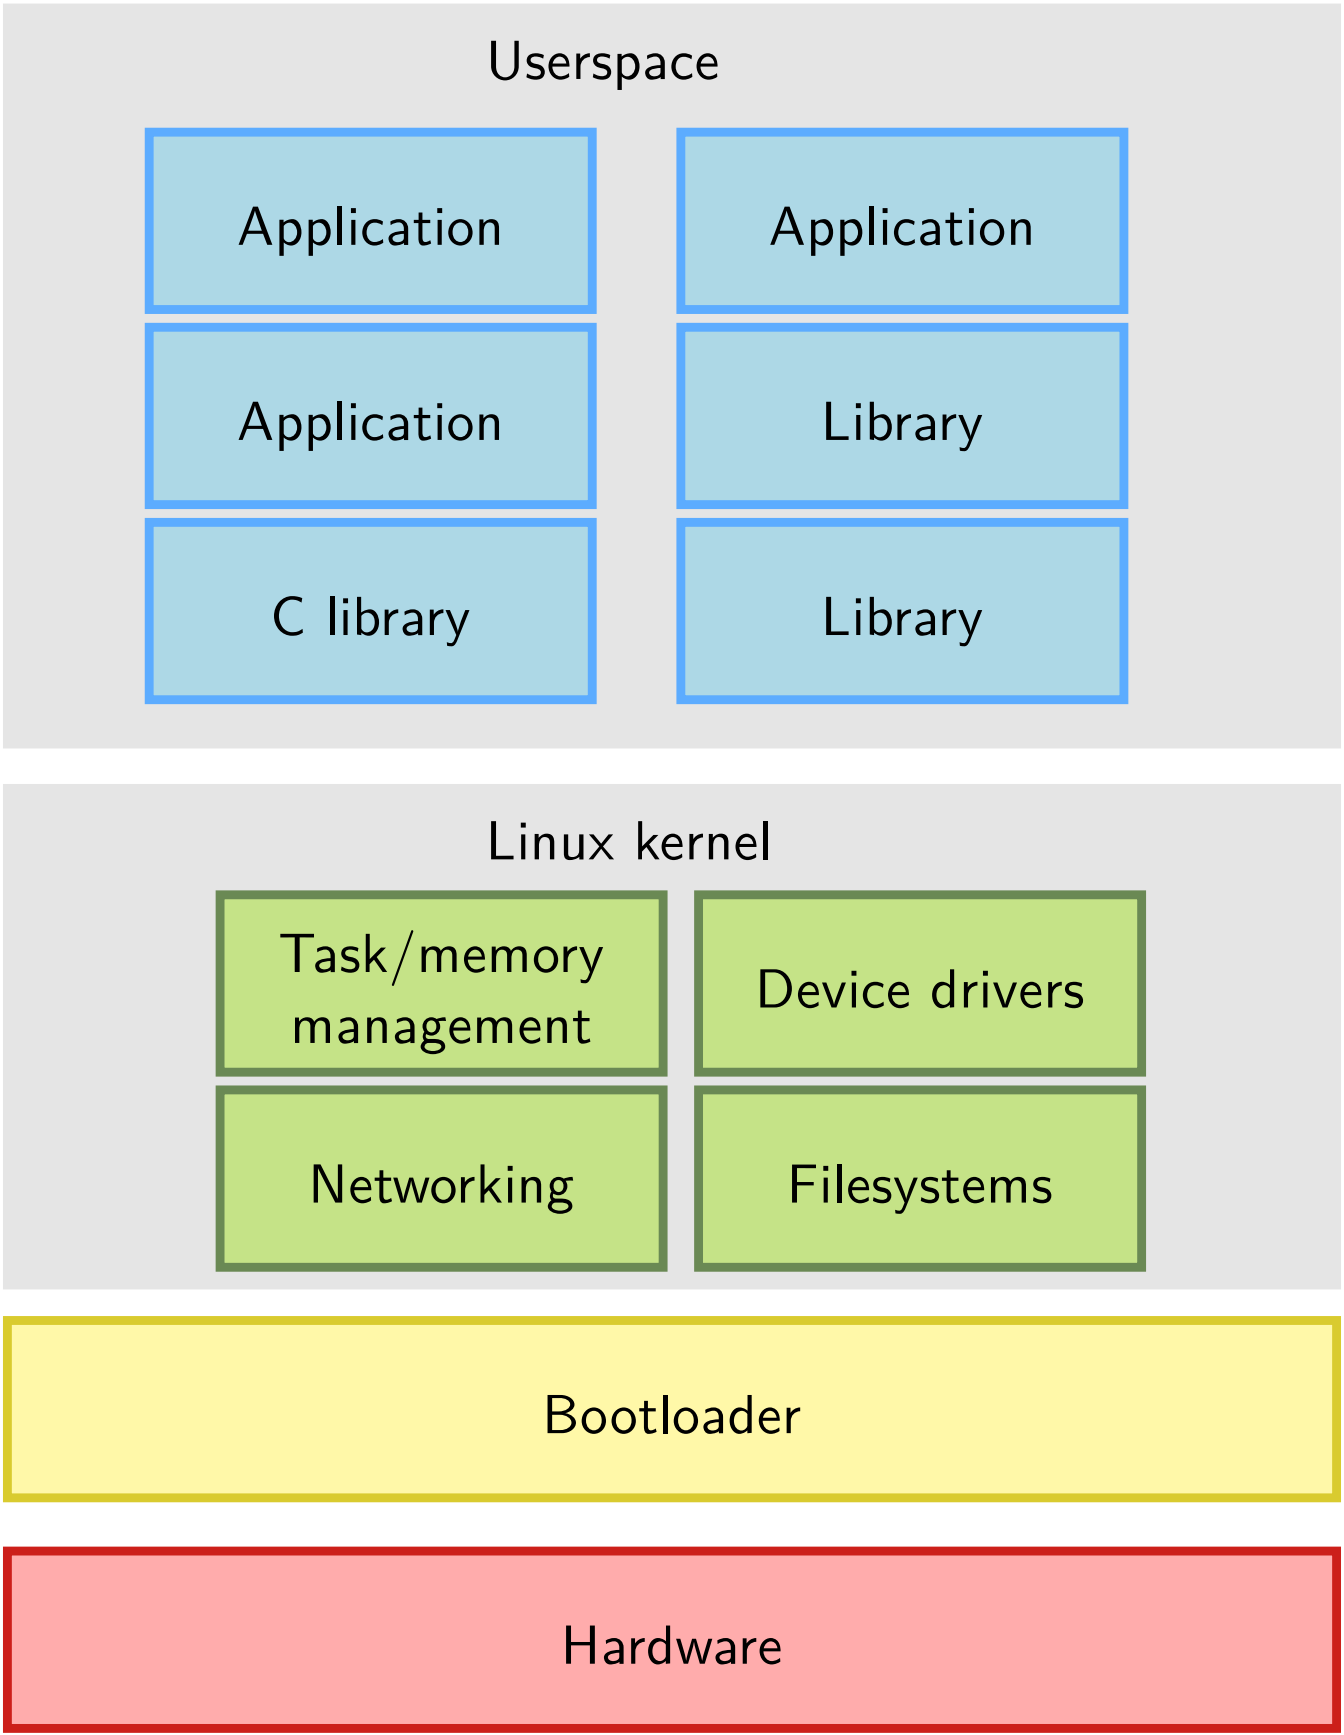 Userspace
Application
Application
Application
Library
C library
Library
Linux kernel
Task/memory
management
Device drivers
Networking
Filesystems
Bootloader
Hardware